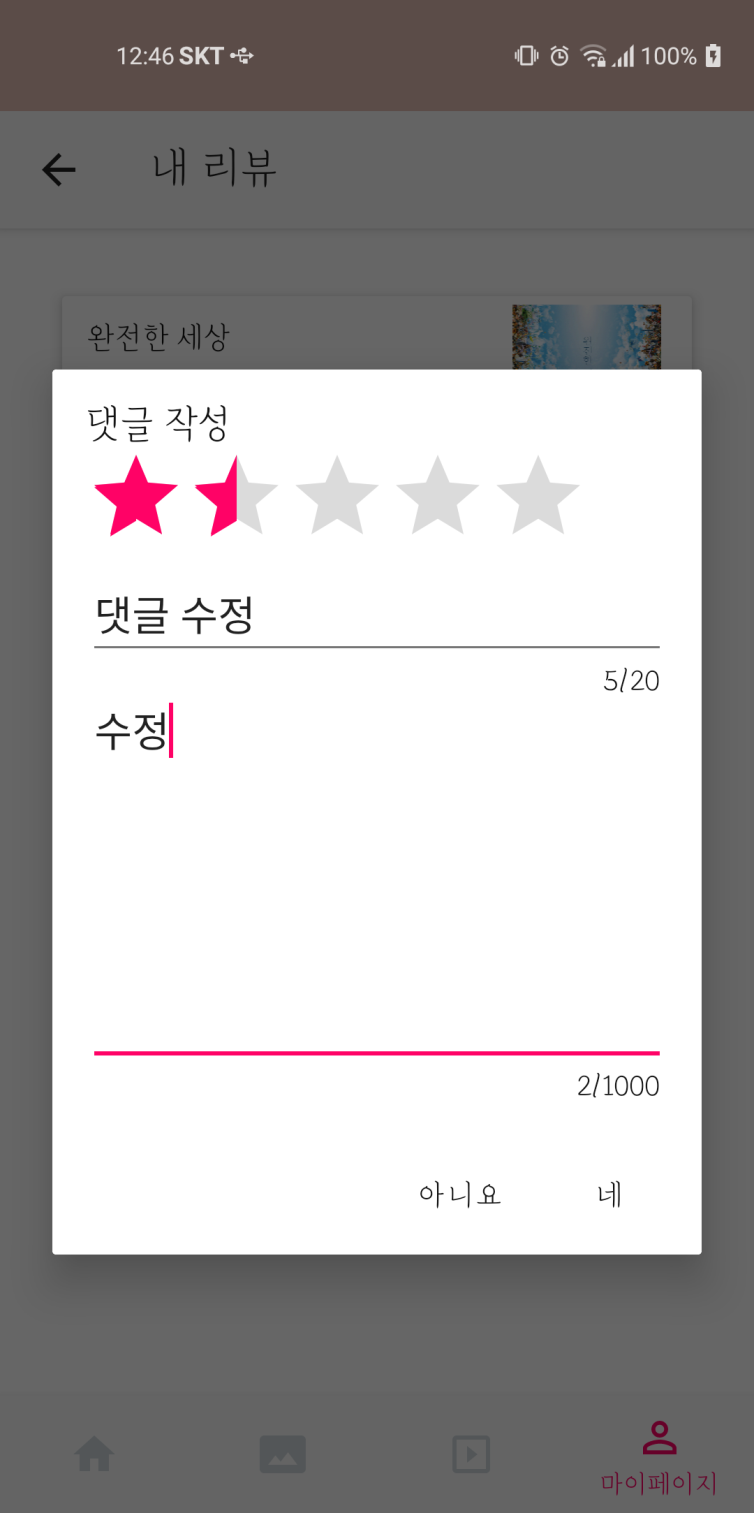 12:46 SKT 100%
내 리뷰
완전한 세상
댓글 작성
댓글 수정
5/20
수정
2/1000
아니요 네
마이페이지